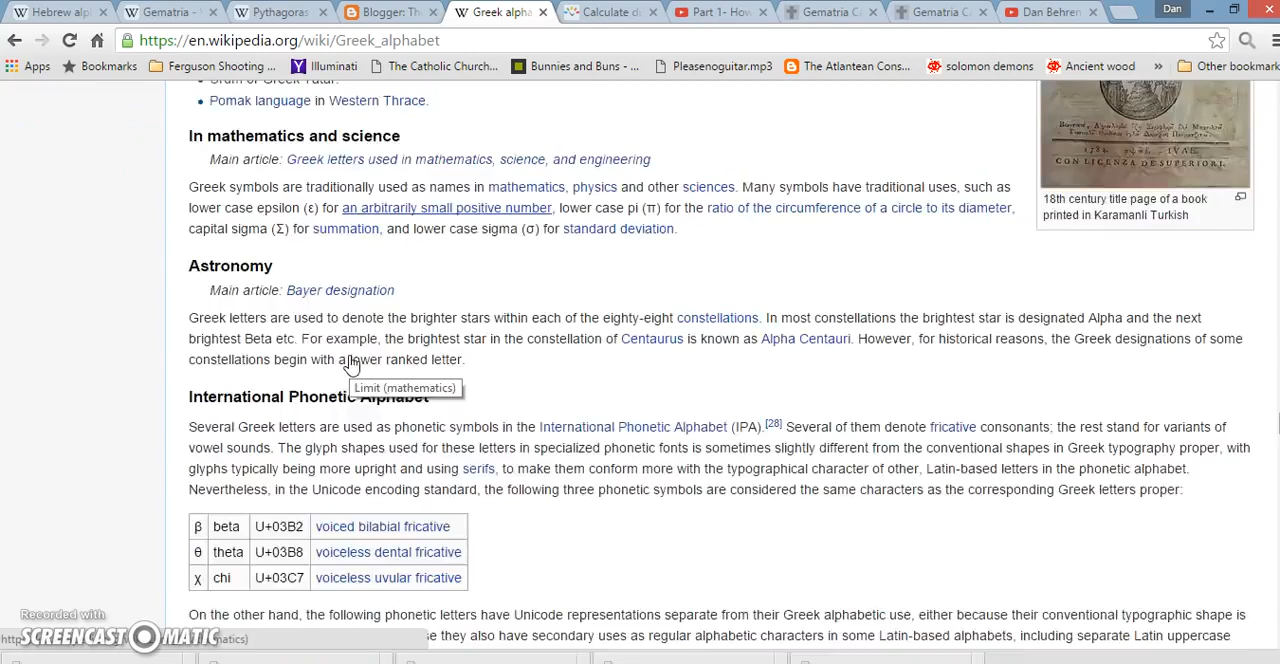 Hebrew alp
Gematria -
Pythagoras
Blogger: Th
Greek alpha
Calculate d
Part 1- How
Gematria C
Gematria C
Dan Behren
Dan
https://en.wikipedia.org/wiki/Greek_alphabet
Apps
Bookmarks
Ferguson Shooting ...
Illuminati
The Catholic Church...
Bunnies and Buns - ...
Pleasenoguitar.mp3
The Atlantean Cons...
solomon demons
Ancient wood
»
Other bookmark
Pomak language in Western Thrace.
In mathematics and science
Main article: Greek letters used in mathematics, science, and engineering
Greek symbols are traditionally used as names in mathematics, physics and other sciences. Many symbols have traditional uses, such as
lower case epsilon (ε) for an arbitrarily small positive number, lower case pi (π) for the ratio of the circumference of a circle to its diameter,
capital sigma (Σ) for summation, and lower case sigma (σ) for standard deviation.
CON LICENZA DE SUPERIORI.
18th century title page of a book
printed in Karamanli Turkish
Astronomy
Main article: Bayer designation
Greek letters are used to denote the brighter stars within each of the eighty-eight constellations. In most constellations the brightest star is designated Alpha and the next
brightest Beta etc. For example, the brightest star in the constellation of Centaurus is known as Alpha Centauri. However, for historical reasons, the Greek designations of some
constellations begin with a lower ranked letter.
Limit (mathematics)
International Phonetic Alphabet
Several Greek letters are used as phonetic symbols in the International Phonetic Alphabet (IPA).[28] Several of them denote fricative consonants; the rest stand for variants of
vowel sounds. The glyph shapes used for these letters in specialized phonetic fonts is sometimes slightly different from the conventional shapes in Greek typography proper, with
glyphs typically being more upright and using serifs, to make them conform more with the typographical character of other, Latin-based letters in the phonetic alphabet.
Nevertheless, in the Unicode encoding standard, the following three phonetic symbols are considered the same characters as the corresponding Greek letters proper:
β beta U+03B2 voiced bilabial fricative
θ theta U+03B8 voiceless dental fricative
χ chi U+03C7 voiceless uvular fricative
On the other hand, the following phonetic letters have Unicode representations separate from their Greek alphabetic use, either because their conventional typographic shape is
se they also have secondary uses as regular alphabetic characters in some Latin-based alphabets, including separate Latin uppercase
Recorded with
SCREENCAST MATIC